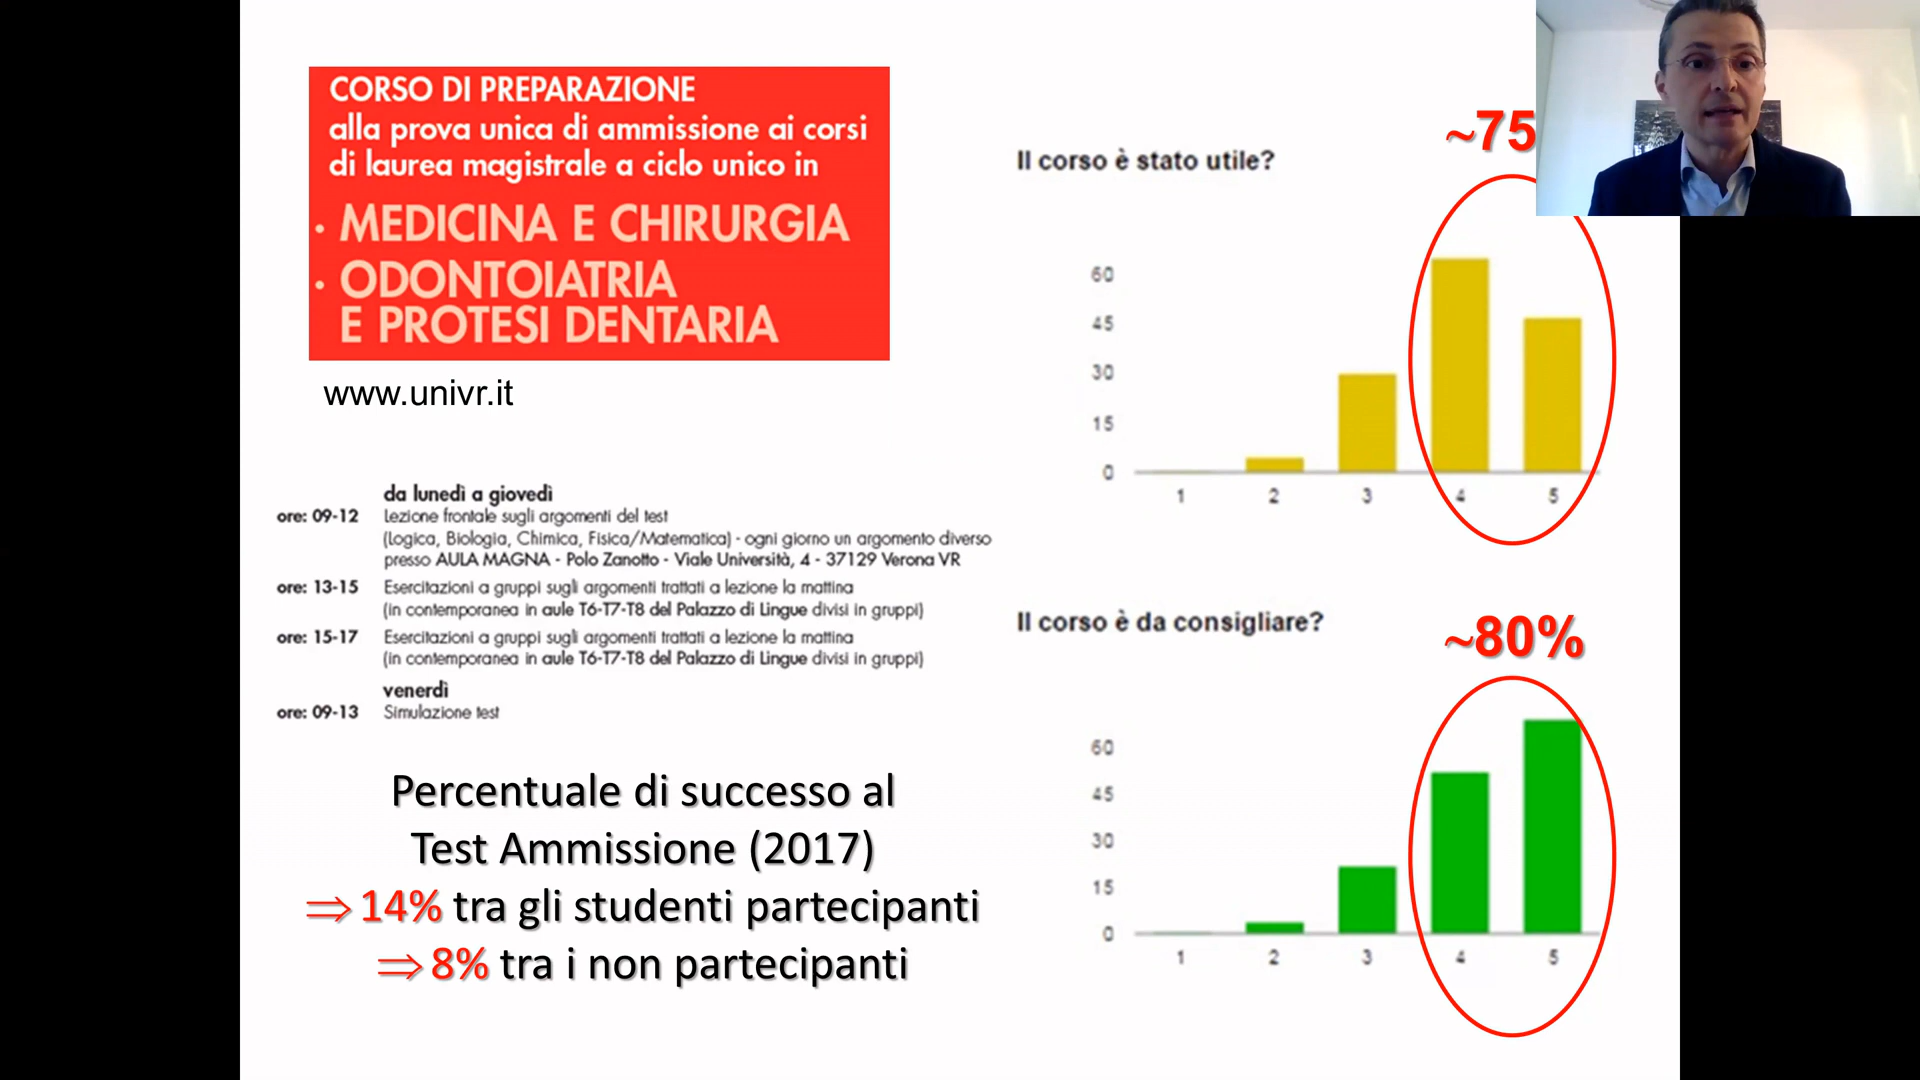 CORSO DI PREPARAZIONE
alla prova unica di ammissione ai corsi
di laurea magistrale a ciclo unico in
· MEDICINA E CHIRURGIA
· ODONTOIATRIA
E PROTESI DENTARIA
www.univr.it
da lunedì a giovedì
ore: 09-12 Lezione frontale sugli argomenti del test
(Logica, Biologia, Chimica, Fisica/Matematica) - ogni giorno un argomento diverso
presso AULA MAGNA - Polo Zanotto - Viale Università, 4 - 37129 Verona VR
ore: 13-15 Esercitazioni a gruppi sugli argomenti trattati a lezione la mattina
(in contemporanea in aule T6-T7-T8 del Palazzo di Lingue divisi in gruppi)
ore: 15-17 Esercitazioni a gruppi sugli argomenti trattati a lezione la mattina
(in contemporanea in aule T6-T7-T8 del Palazzo di Lingue divisi in gruppi)
venerdì
ore: 09-13 Simulazione test
Percentuale di successo al
Test Ammissione (2017)
⇒ 14% tra gli studenti partecipanti
⇒ 8% tra i non partecipanti
~75
Il corso è stato utile?
60
45
30
15
0
1 2 3 4 5
Il corso è da consigliare?
~80%
60
45
30
15
0
1 2 3 4 5